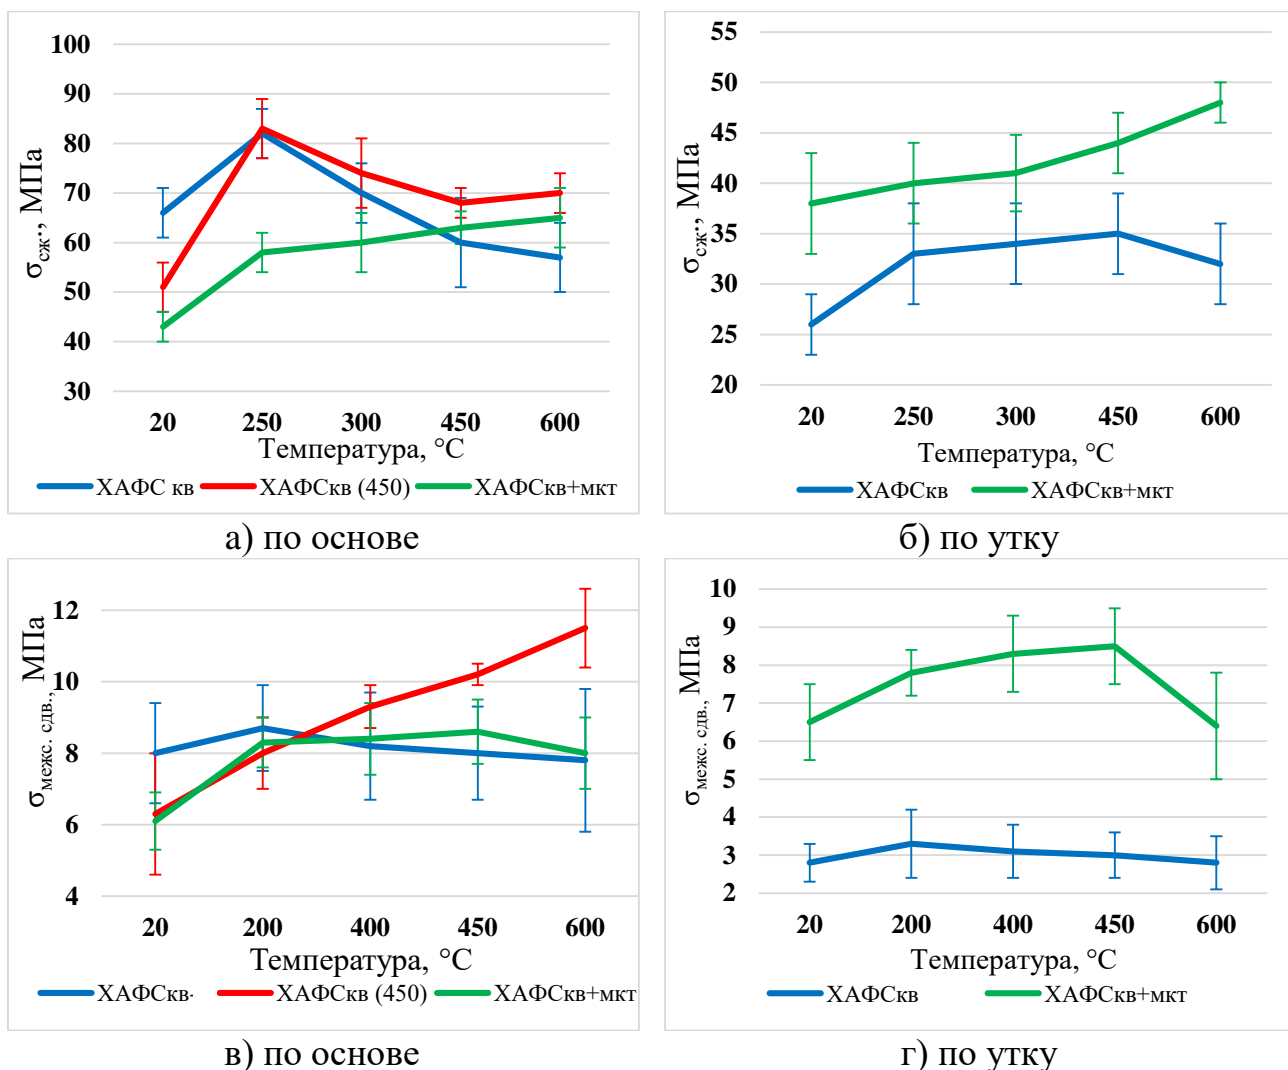 100
90
80
70
60
50
40
30
σсж., МПа
20 250 300 450 600
Температура, °С
ХАФС кв ХАФСкв (450) ХАФСкв+мкт
а) по основе
55
50
45
40
35
30
25
20
σсж., МПа
20 250 300 450 600
Температура, °С
ХАФСкв ХАФСкв+мкт
б) по утку
12
10
8
6
4
σмежс. сдв., МПа
20 200 400 450 600
Температура, °С
ХАФСкв- ХАФСкв (450) ХАФСкв+мкт
в) по основе
10
9
8
7
6
5
4
3
2
σмежс. сдв., МПа
20 200 400 450 600
Температура, °С
ХАФСкв ХАФСкв+мкт
г) по утку